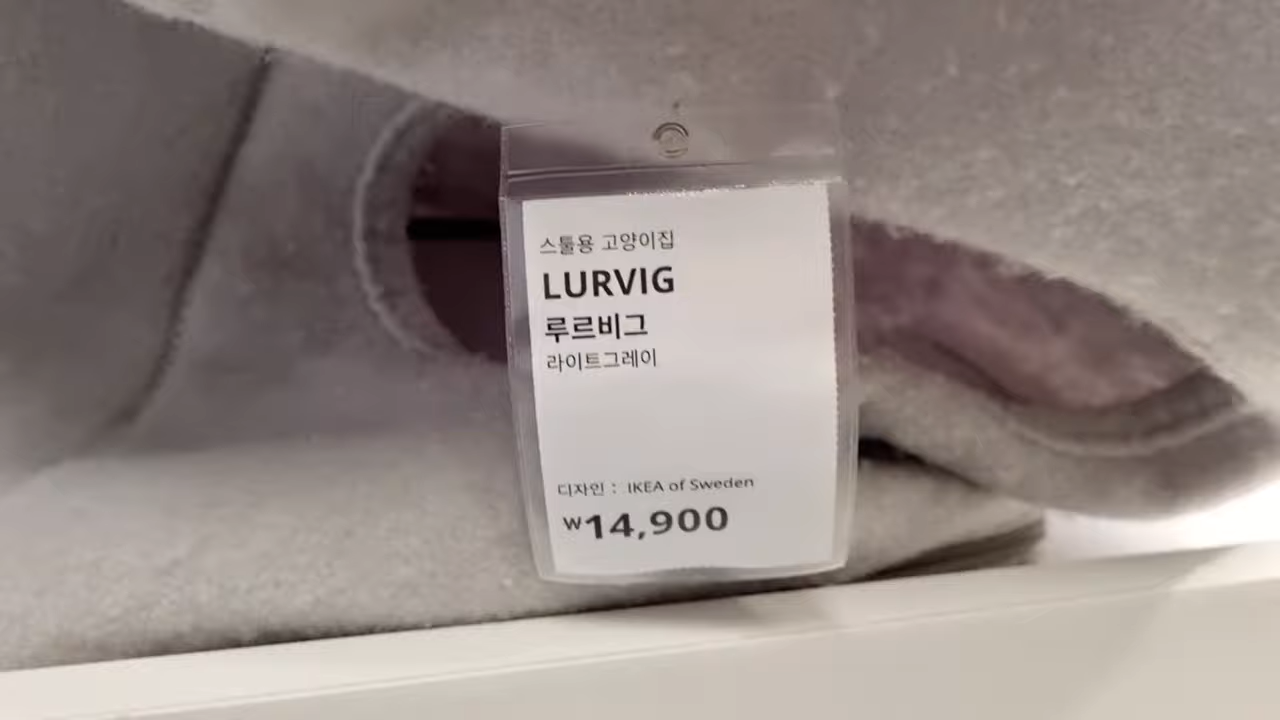 스툴용 고양이집
LURVIG
루르비그
라이트그레이
디자인 : IKEA of Sweden
₩14,900